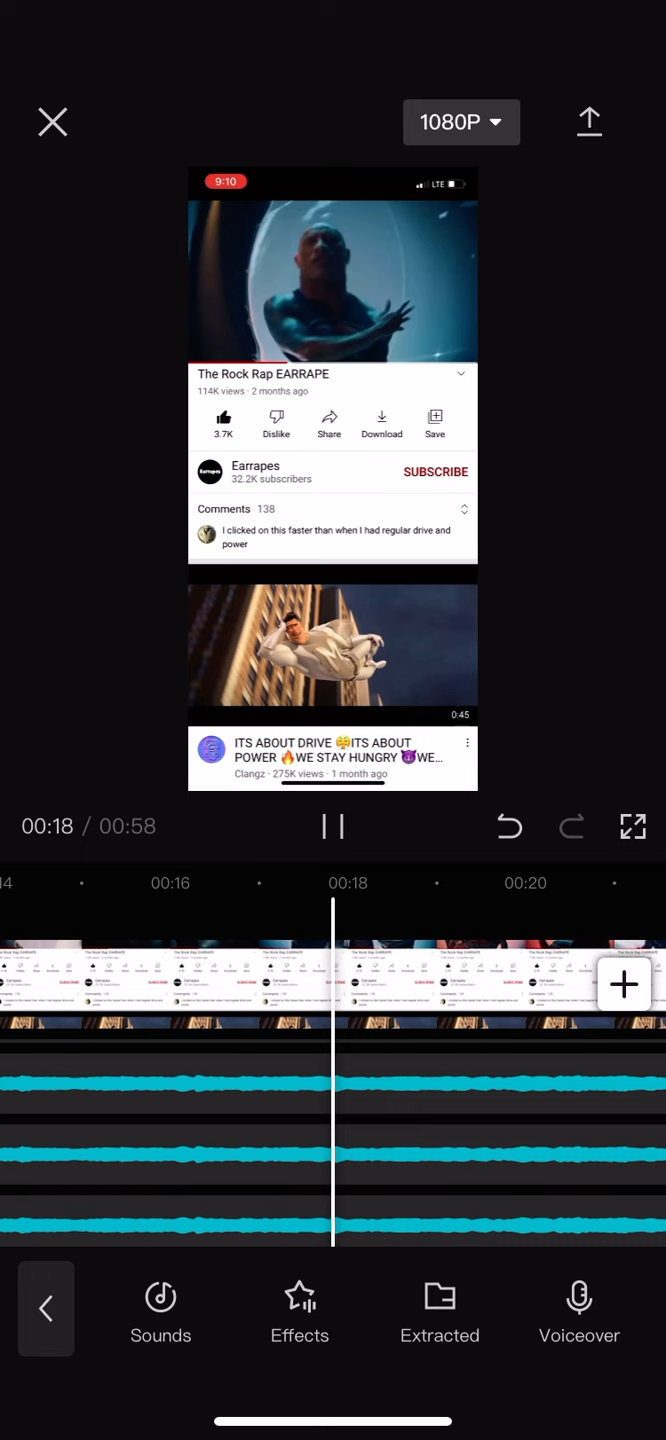 1080P
9:10
LTE
The Rock Rap EARRAPE
114K views · 2 months ago
3.7K Dislike Share Download Save
Earrapes
Earrapes
32.2K subscribers
SUBSCRIBE
Comments 138
I clicked on this faster than when I had regular drive and
power
0:45
ITS ABOUT DRIVE 😤ITS ABOUT
POWER 🔥WE STAY HUNGRY 😈WE...
Clangz · 275K views · 1 month ago
00:18 / 00:58
14 00:16 00:18 00:20
Sounds Effects Extracted Voiceover